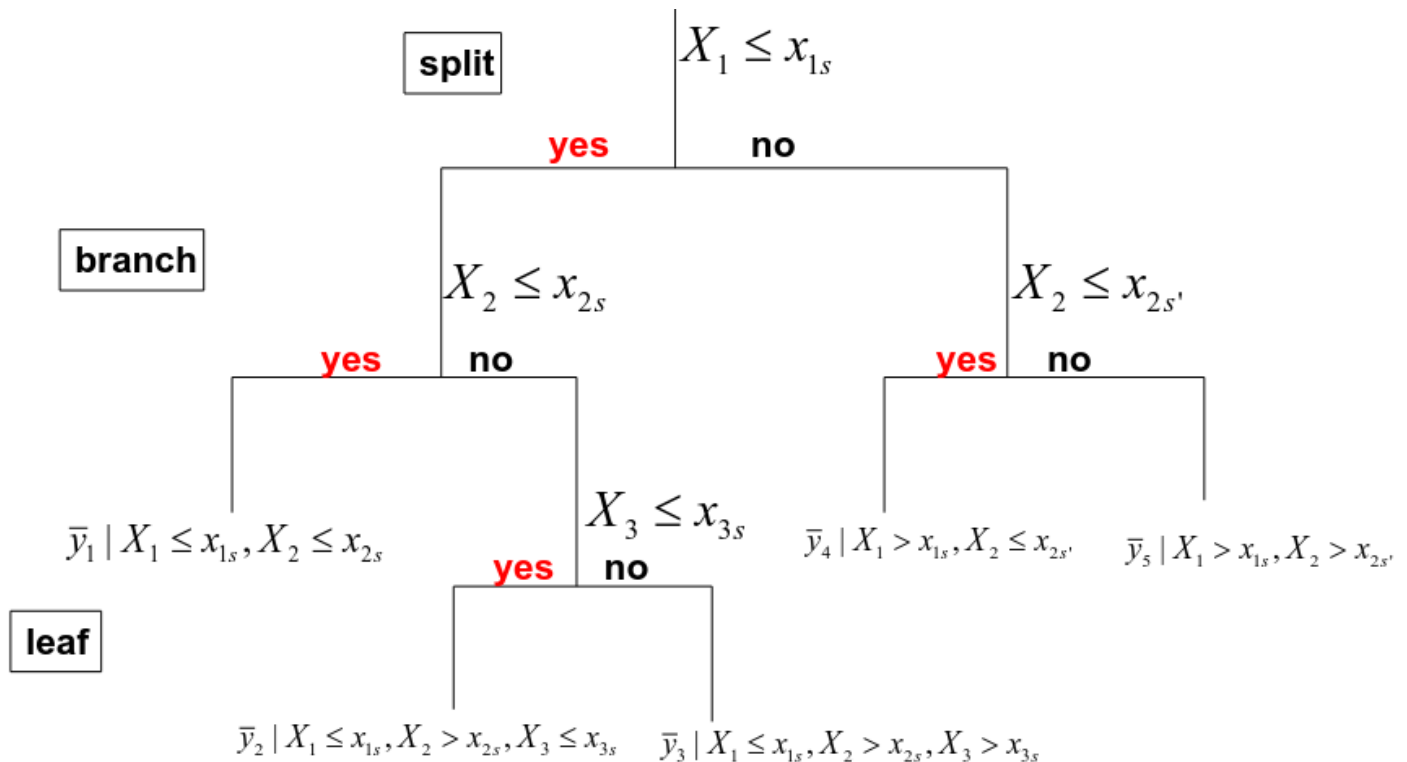 split
X₁ ≤ x₁ₛ
yes no
branch
X₂ ≤ x₂ₛ
X₂ ≤ x₂ₛ'
yes no
yes no
X₃ ≤ x₃ₛ
ȳ₁ | X₁ ≤ x₁ₛ, X₂ ≤ x₂ₛ
ȳ₄ | X₁ > x₁ₛ, X₂ ≤ x₂ₛ'
ȳ₅ | X₁ > x₁ₛ, X₂ > x₂ₛ'
yes no
leaf
ȳ₂ | X₁ ≤ x₁ₛ, X₂ > x₂ₛ, X₃ ≤ x₃ₛ
ȳ₃ | X₁ ≤ x₁ₛ, X₂ > x₂ₛ, X₃ > x₃ₛ